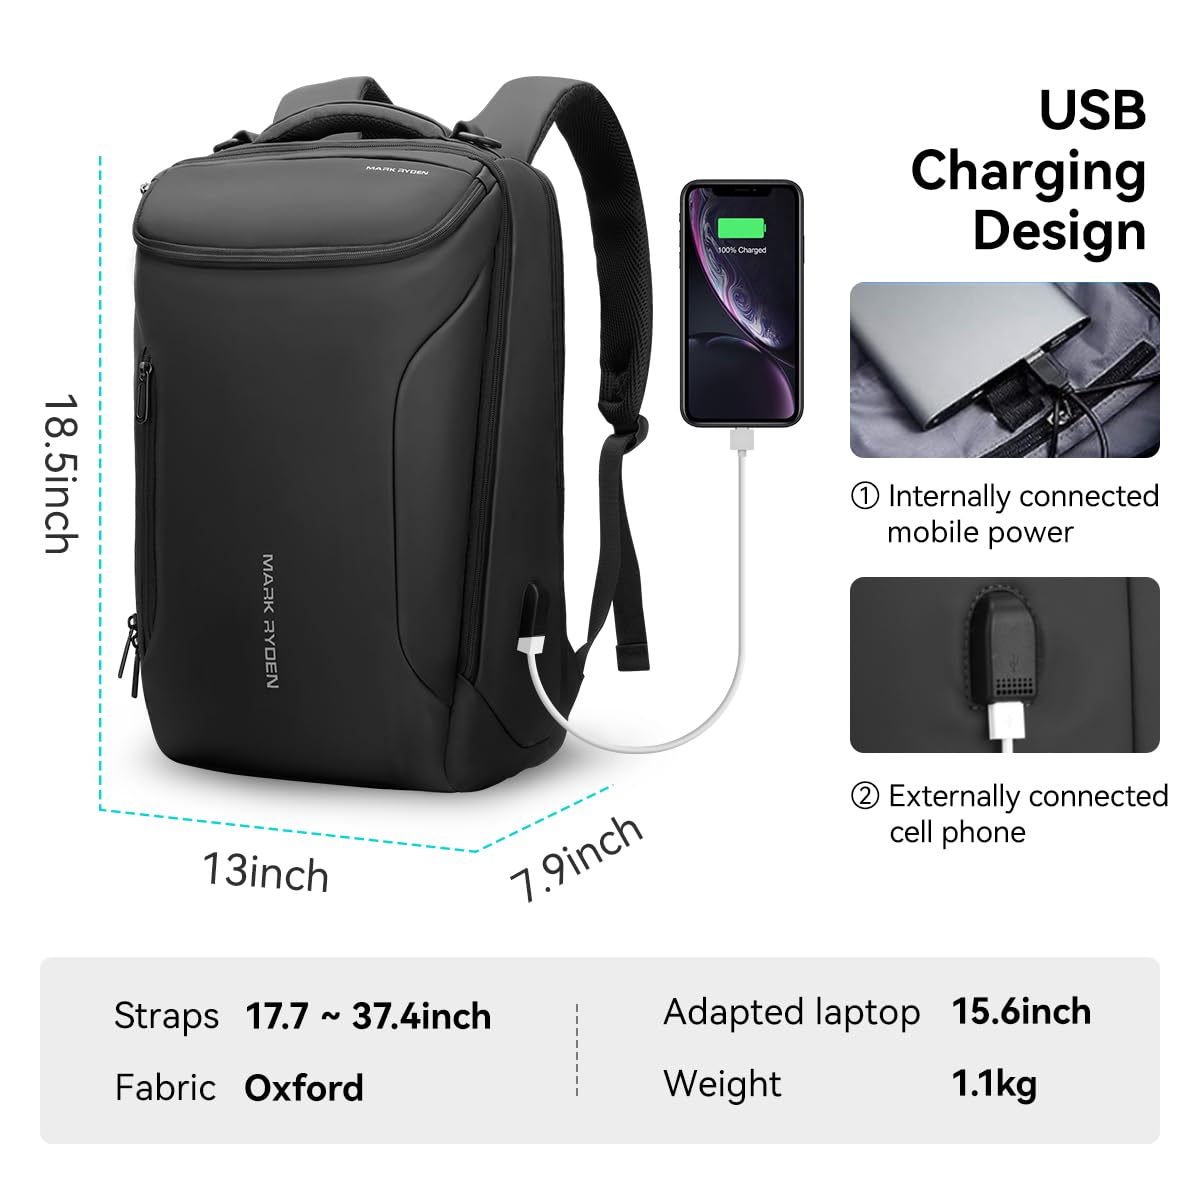 USB
Charging
Design
MARK RYDEN
100% Charged
MARK RYDEN
18.5inch
13inch
7.9inch
① Internally connected
mobile power
② Externally connected
cell phone
Straps 17.7 ~ 37.4inch
Fabric Oxford
Adapted laptop 15.6inch
Weight 1.1kg